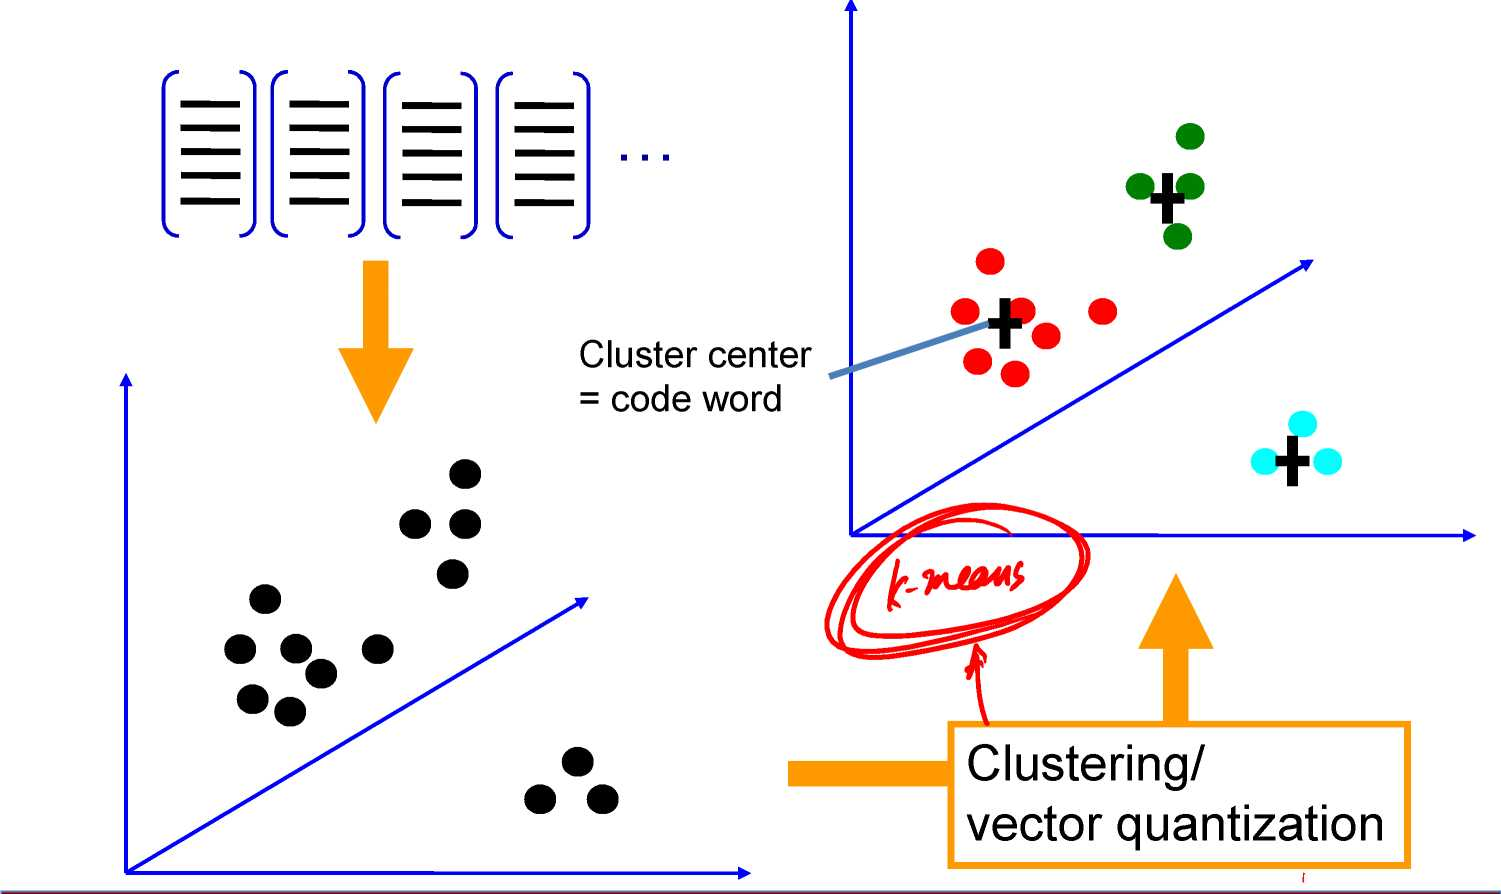 ...
Cluster center
= code word
k-means
Clustering/
vector quantization